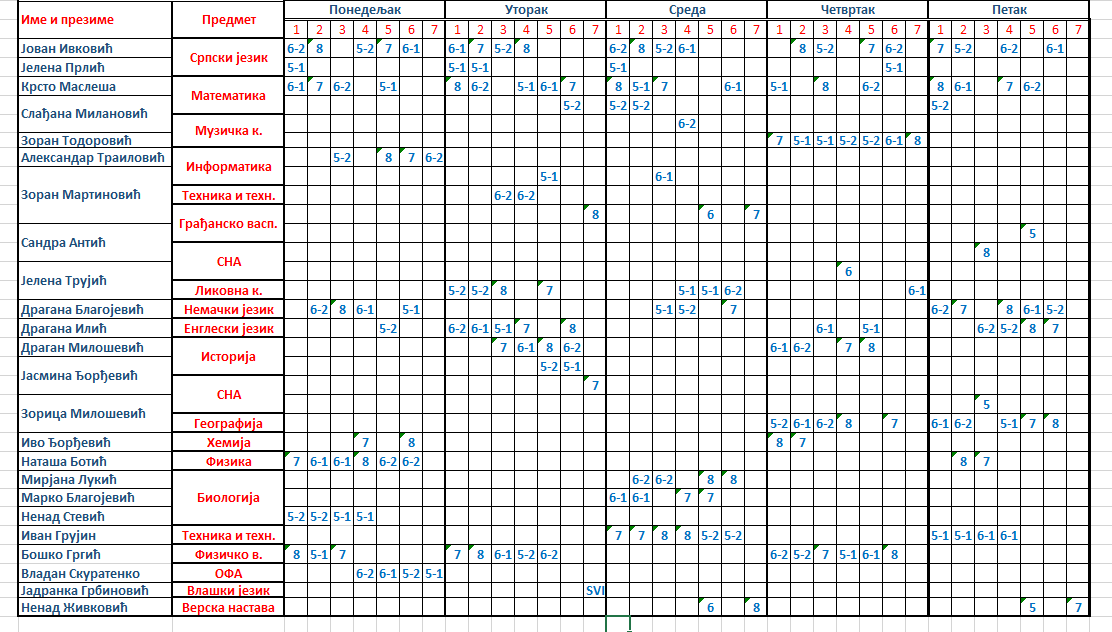 Име и презиме Предмет Понедељак Уторак Среда Четвртак Петак
1 2 3 4 5 6 7 1 2 3 4 5 6 7 1 2 3 4 5 6 7 1 2 3 4 5 6 7 1 2 3 4 5 6 7
Јован Ивковић Српски језик 6-2 8 5-2 7 6-1 6-1 7 5-2 8 6-2 8 5-2 6-1 8 5-2 7 6-2 7 5-2 6-2 6-1
Јелена Прлић 5-1 5-1 5-1 5-1 5-1
Крсто Маслеша Математика 6-1 7 6-2 5-1 8 6-2 5-1 6-1 7 8 5-1 7 6-1 5-1 8 6-2 8 6-1 7 6-2
Слађана Милановић 5-2 5-2 5-2 5-2
Музичка к. 6-2
Зоран Тодоровић 7 5-1 5-1 5-2 5-2 6-1 8
Александар Траиловић Информатика 5-2 8 7 6-2
Зоран Мартиновић 5-1 6-1
Техника и техн. 6-2 6-2
Грађанско васп. 8 6 7
Сандра Антић 5
СНА 8
Јелена Трујић 6
Ликовна к. 5-2 5-2 8 7 5-1 5-1 6-2 6-1
Драгана Благојевић Немачки језик 6-2 8 6-1 5-1 5-1 5-2 7 6-2 7 8 6-1 5-2
Драгана Илић Енглески језик 5-2 6-2 6-1 5-1 7 8 6-1 5-1 6-2 5-2 8 7
Драган Милошевић Историја 7 6-1 8 6-2 6-1 6-2 7 8
Јасмина Ђорђевић 5-2 5-1
СНА 7
Зорица Милошевић 5
Географија 5-2 6-1 6-2 8 7 6-1 6-2 5-1 7 8
Иво Ђорђевић Хемија 7 8 8 7
Наташа Ботић Физика 7 6-1 6-1 8 6-2 6-2 8 7
Мирјана Лукић Биологија 6-2 6-2 8 8
Марко Благојевић 6-1 6-1 7 7
Ненад Стевић 5-2 5-2 5-1 5-1
Иван Грујин Техника и техн. 7 7 8 8 5-2 5-2 5-1 5-1 6-1 6-1
Бошко Гргић Физичко в. 8 5-1 7 7 8 6-1 5-2 6-2 6-2 5-2 7 5-1 6-1 8
Владан Скуратенко ОФА 6-2 6-1 5-2 5-1
Јадранка Грбиновић Влашки језик SVI
Ненад Живковић Верска настава 6 8 5 7